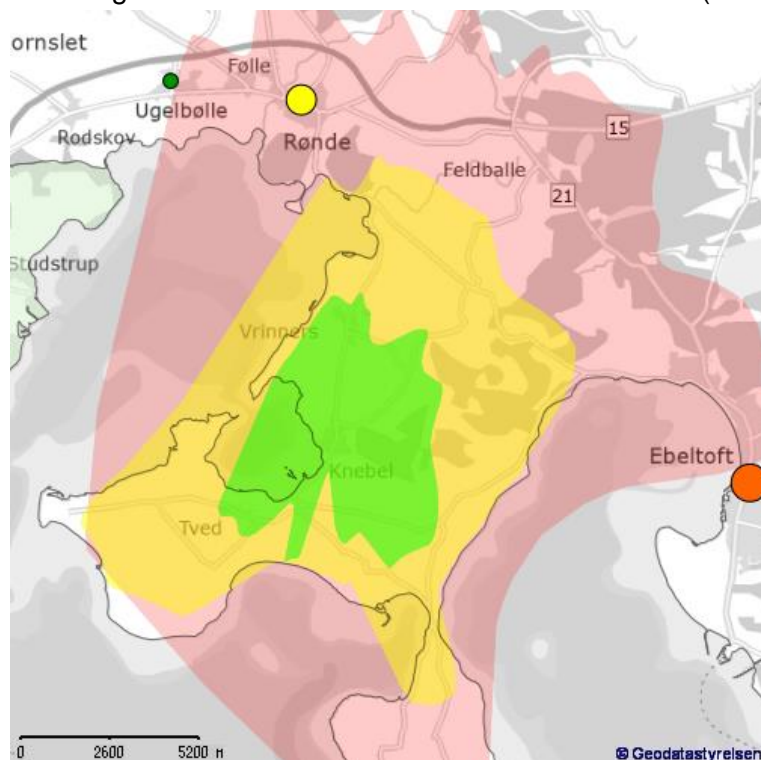 ornslet
Følle
Ugelbølle
Rønde
15
Rodskov
Feldballe
21
Studstrup
Vrinners
Ebeltoft
Knebel
Tved
0 2600 5200 M
© Geodatastyrelsen